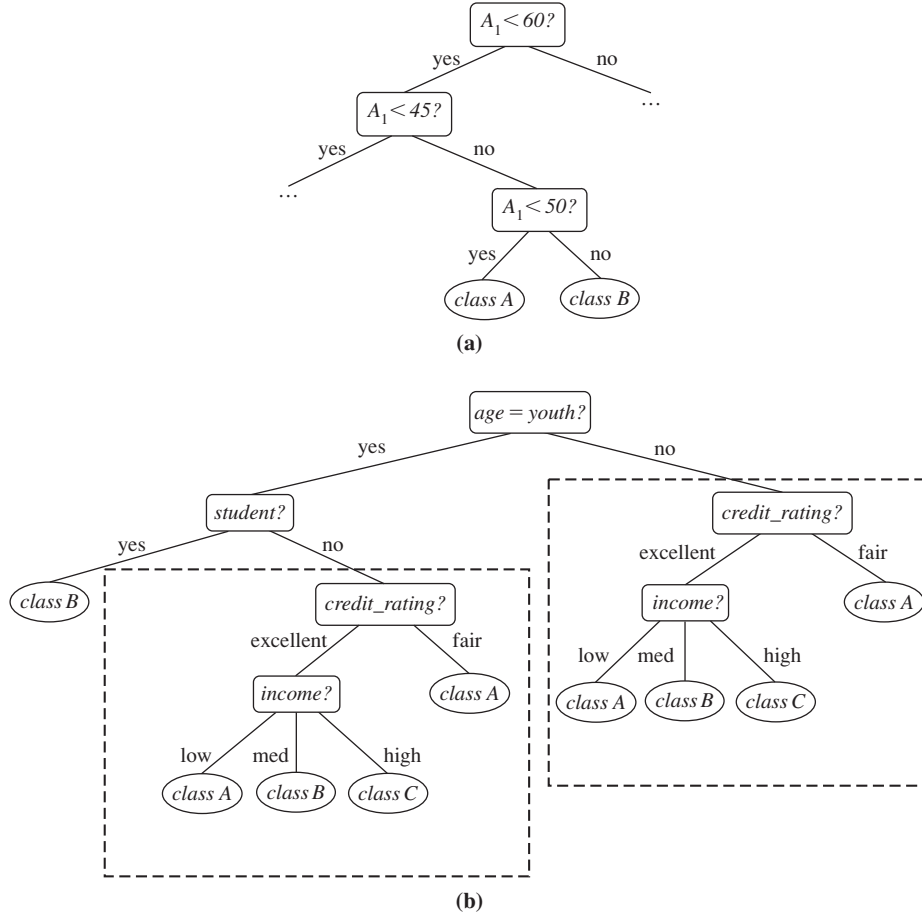 A₁ < 60?
yes no
A₁ < 45? ...
yes no
... A₁ < 50?
yes no
class A class B
(a)
age = youth?
yes no
student? credit_rating?
yes no excellent fair
class B credit_rating? income? class A
excellent fair low med high
income? class A class A class B class C
low med high
class A class B class C
(b)